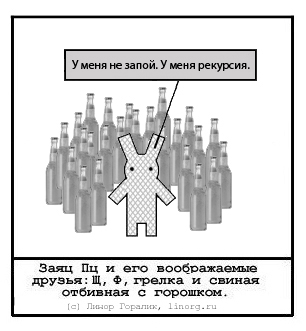 У меня не запой. У меня рекурсия.
Заяц Пц и его воображаемые
друзья: Щ, Ф, грелка и свиная
отбивная с горошком.
(c) Линор Горалик, linorg.ru